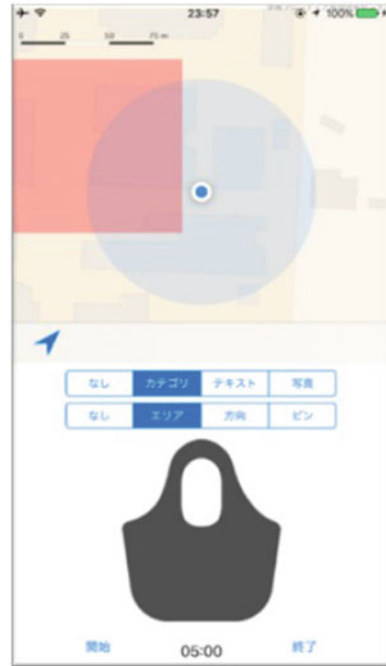 23:57 100%
0 25 50 75 m
なし カテゴリ テキスト 写真
なし エリア 方向 ピン
開始 05:00 終了